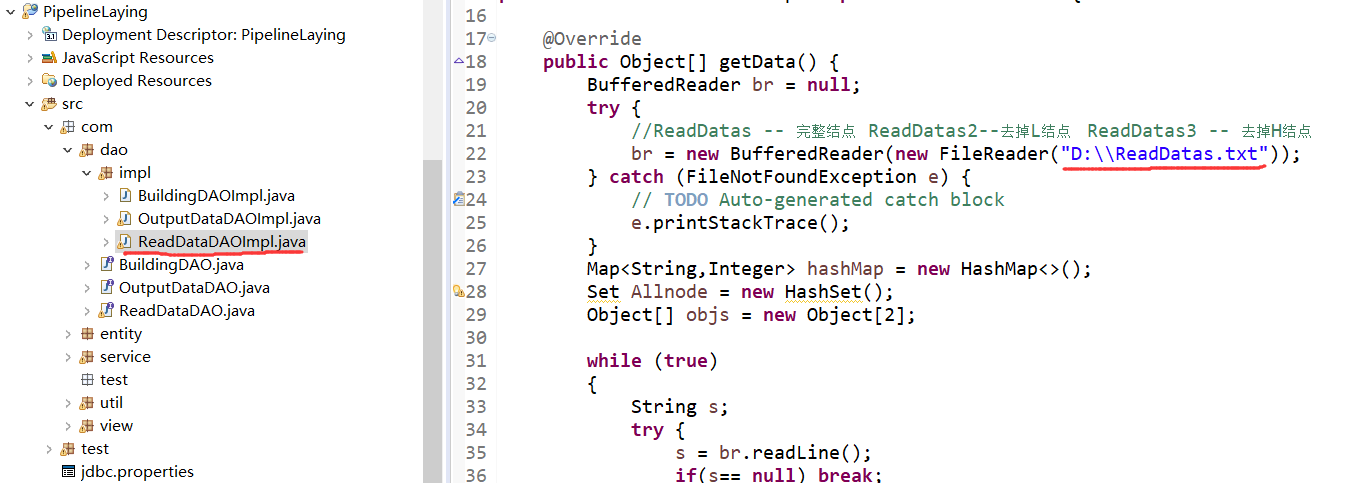 PipelineLaying
Deployment Descriptor: PipelineLaying
JavaScript Resources
Deployed Resources
src
com
dao
impl
BuildingDAOImpl.java
OutputDataDAOImpl.java
ReadDataDAOImpl.java
BuildingDAO.java
OutputDataDAO.java
ReadDataDAO.java
entity
service
test
util
view
test
jdbc.properties
16
17 @Override
18 public Object[] getData() {
19 BufferedReader br = null;
20 try {
21 //ReadDatas -- 完整结点 ReadDatas2--去掉L结点 ReadDatas3 -- 去掉H结点
22 br = new BufferedReader(new FileReader("D:\\ReadDatas.txt"));
23 } catch (FileNotFoundException e) {
24 // TODO Auto-generated catch block
25 e.printStackTrace();
26 }
27 Map<String,Integer> hashMap = new HashMap<>();
28 Set Allnode = new HashSet();
29 Object[] objs = new Object[2];
30
31 while (true)
32 {
33 String s;
34 try {
35 s = br.readLine();
36 if(s== null) break;